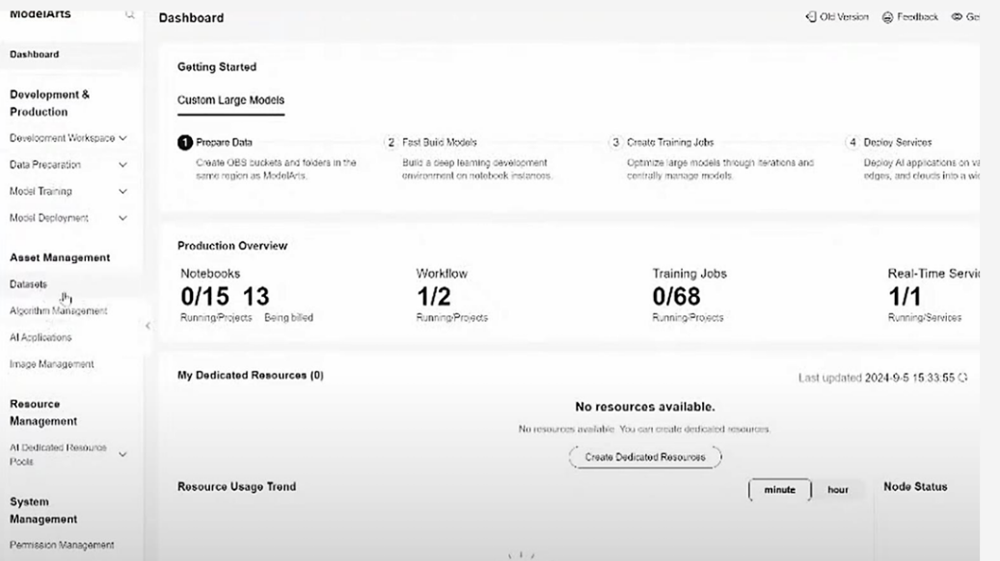 ModelArts
Dashboard
Development &
Production
Development Workspace
Data Preparation
Model Training
Model Deployment
Asset Management
Datasets
Algorithm Management
AI Applications
Image Management
Resource
Management
AI Dedicated Resource
Pools
System
Management
Permission Management
Dashboard
Old Version
Feedback
Getting Started
Custom Large Models
1 Prepare Data
Create OBS buckets and folders in the
same region as ModelArts.
2 Fast Build Models
Build a deep learning development
environment on notebook instances.
3 Create Training Jobs
Optimize large models through iterations and
centrally manage models.
4 Deploy Services
Deploy AI applications on
edges, and clouds into a
Production Overview
Notebooks
0/15 13
Running/Projects Being billed
Workflow
1/2
Running/Projects
Training Jobs
0/68
Running/Projects
Real-Time Servic
1/1
Running/Services
My Dedicated Resources (0)
Last updated 2024-9-5 15:33:55
No resources available.
No resources available. You can create dedicated resources.
Create Dedicated Resources
Resource Usage Trend
minute hour
Node Status